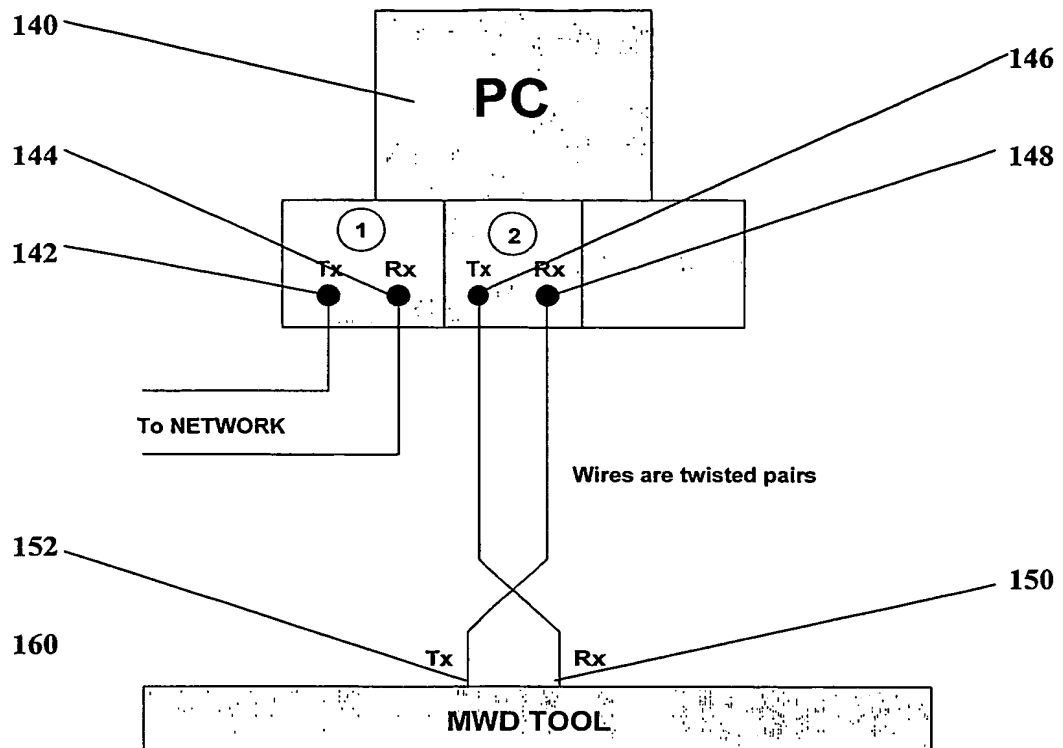 140
PC
146
144
148
1
2
142
Tx
Rx
Tx
Rx
To NETWORK
Wires are twisted pairs
152
150
160
Tx
Rx
MWD TOOL